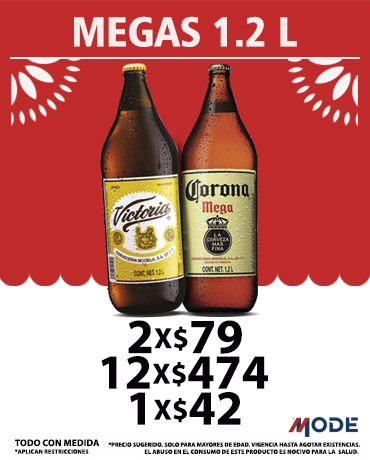 MEGAS 1.2 L
Victoria
CERVECERIA MODELO, S.A. DE C.V.
CONT. NET. 1.2 L
Corona
Mega
LA
CERVEZA
MAS
FINA
CONT. NET. 1.2 L
2X$79
12X$474
1X$42
MODE
TODO CON MEDIDA
*APLICAN RESTRICCIONES
*PRECIO SUGERIDO. SOLO PARA MAYORES DE EDAD. VIGENCIA HASTA AGOTAR EXISTENCIAS.
EL ABUSO EN EL CONSUMO DE ESTE PRODUCTO ES NOCIVO PARA LA SALUD.